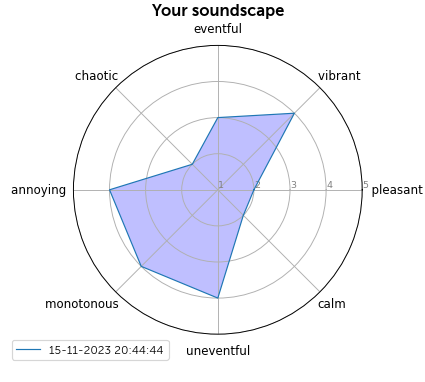 Your soundscape
eventful
chaotic
vibrant
annoying
1 2 3 4 5
pleasant
monotonous
calm
uneventful
15-11-2023 20:44:44